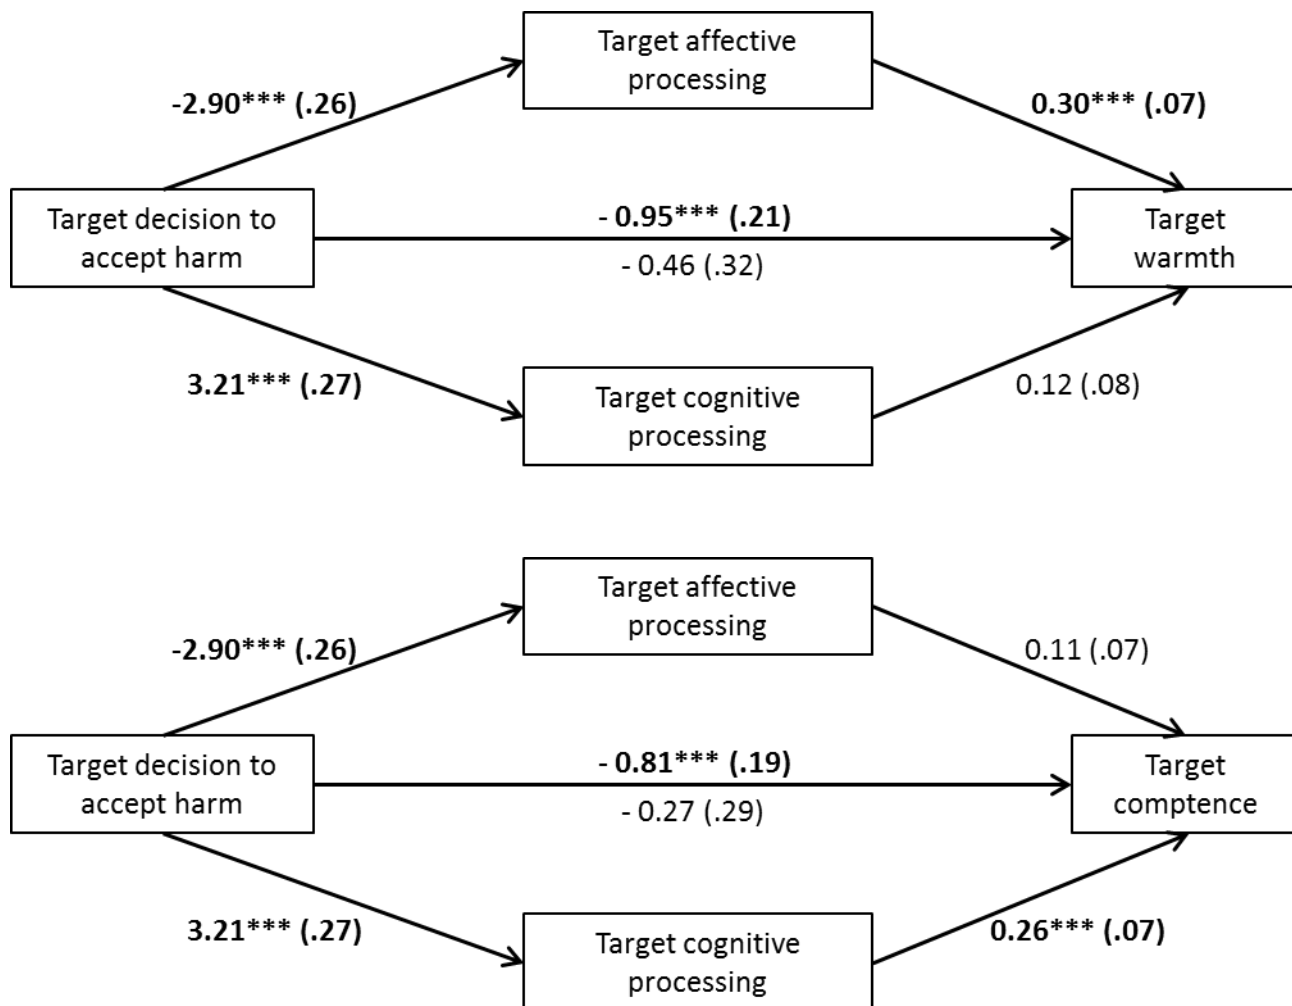 Target affective
processing
-2.90*** (.26)
0.30*** (.07)
Target decision to
accept harm
- 0.95*** (.21)
- 0.46 (.32)
Target
warmth
3.21*** (.27)
Target cognitive
processing
0.12 (.08)
Target affective
processing
-2.90*** (.26)
0.11 (.07)
Target decision to
accept harm
- 0.81*** (.19)
- 0.27 (.29)
Target
comptence
3.21*** (.27)
Target cognitive
processing
0.26*** (.07)